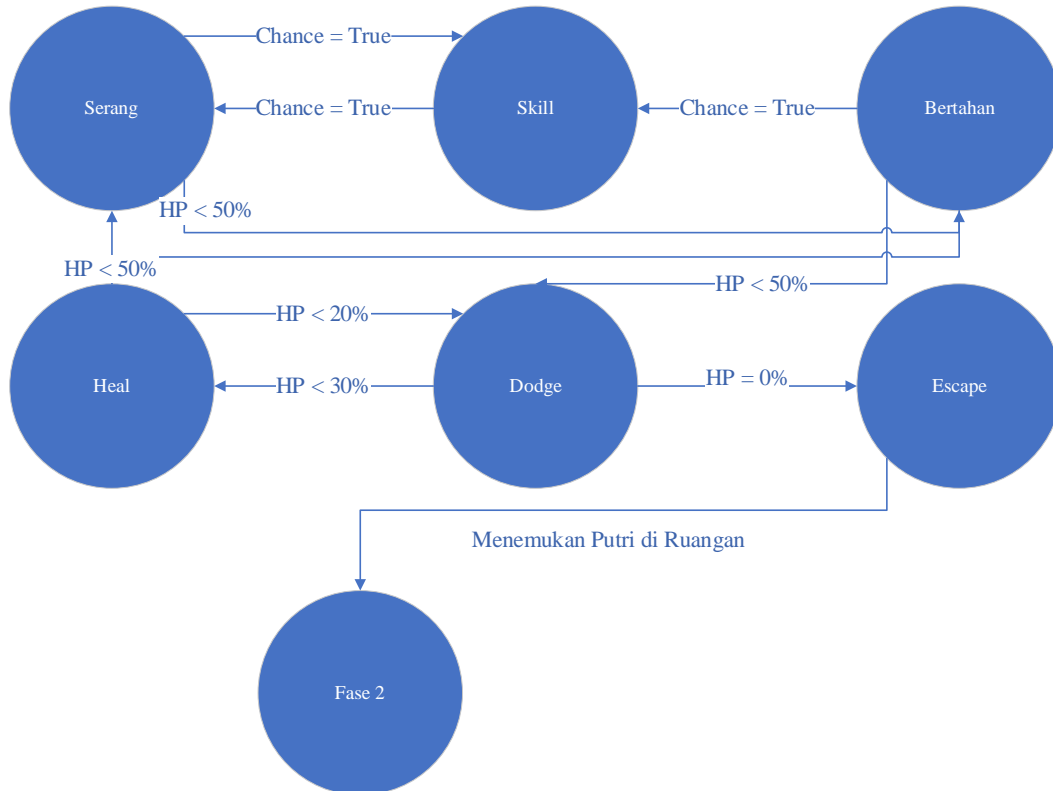 Chance = True
Serang
Chance = True
Skill
Chance = True
Bertahan
HP < 50%
HP < 50%
HP < 50%
HP < 20%
Heal
HP < 30%
Dodge
HP = 0%
Escape
Menemukan Putri di Ruangan
Fase 2